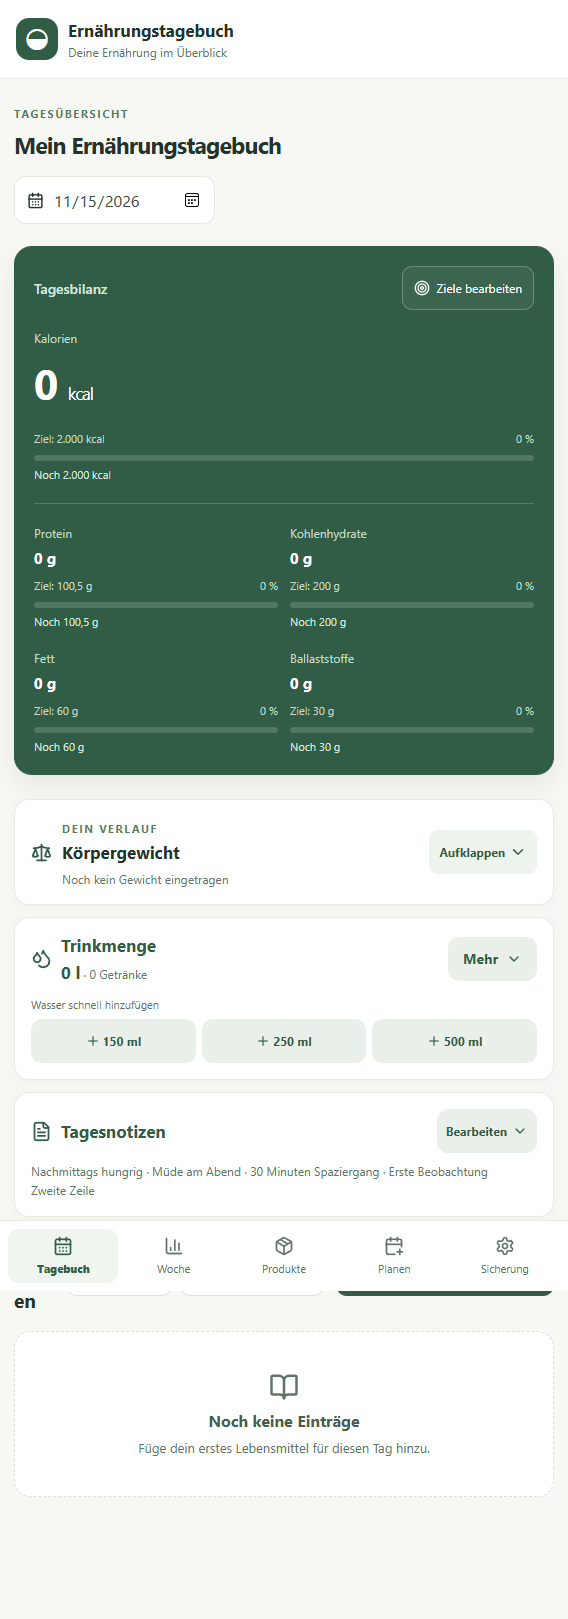 Ernährungstagebuch
Deine Ernährung im Überblick
TAGESÜBERSICHT
Mein Ernährungstagebuch
11/15/2026
Tagesbilanz
Ziele bearbeiten
Kalorien
0 kcal
Ziel: 2.000 kcal 0 %
Noch 2.000 kcal
Protein
0 g
Ziel: 100,5 g 0 %
Noch 100,5 g
Kohlenhydrate
0 g
Ziel: 200 g 0 %
Noch 200 g
Fett
0 g
Ziel: 60 g 0 %
Noch 60 g
Ballaststoffe
0 g
Ziel: 30 g 0 %
Noch 30 g
DEIN VERLAUF
Körpergewicht
Noch kein Gewicht eingetragen
Aufklappen
Trinkmenge
0 l · 0 Getränke
Mehr
Wasser schnell hinzufügen
+ 150 ml
+ 250 ml
+ 500 ml
Tagesnotizen
Bearbeiten
Nachmittags hungrig · Müde am Abend · 30 Minuten Spaziergang · Erste Beobachtung
Zweite Zeile
Tagebuch
Woche
Produkte
Planen
Sicherung
en
Noch keine Einträge
Füge dein erstes Lebensmittel für diesen Tag hinzu.